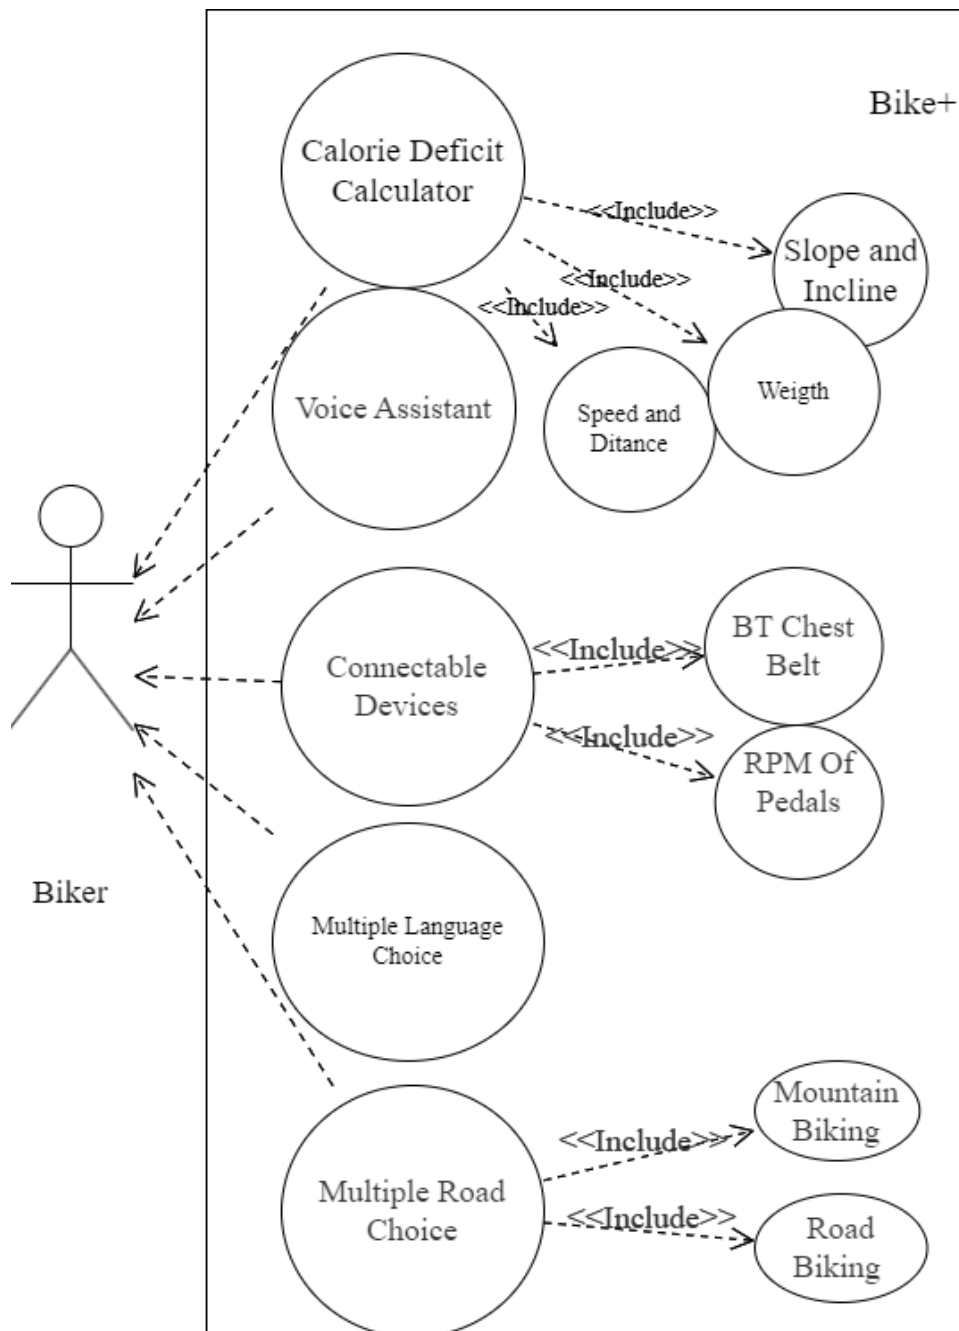 Bike+
Calorie Deficit
Calculator
<<Include>>
Slope and
Incline
<<Include>>
Weigth
<<Include>>
Speed and
Ditance
Voice Assistant
Connectable
Devices
<<Include>>
BT Chest
Belt
<<Include>>
RPM Of
Pedals
Biker
Multiple Language
Choice
Multiple Road
Choice
<<Include>>
Mountain
Biking
<<Include>>
Road
Biking